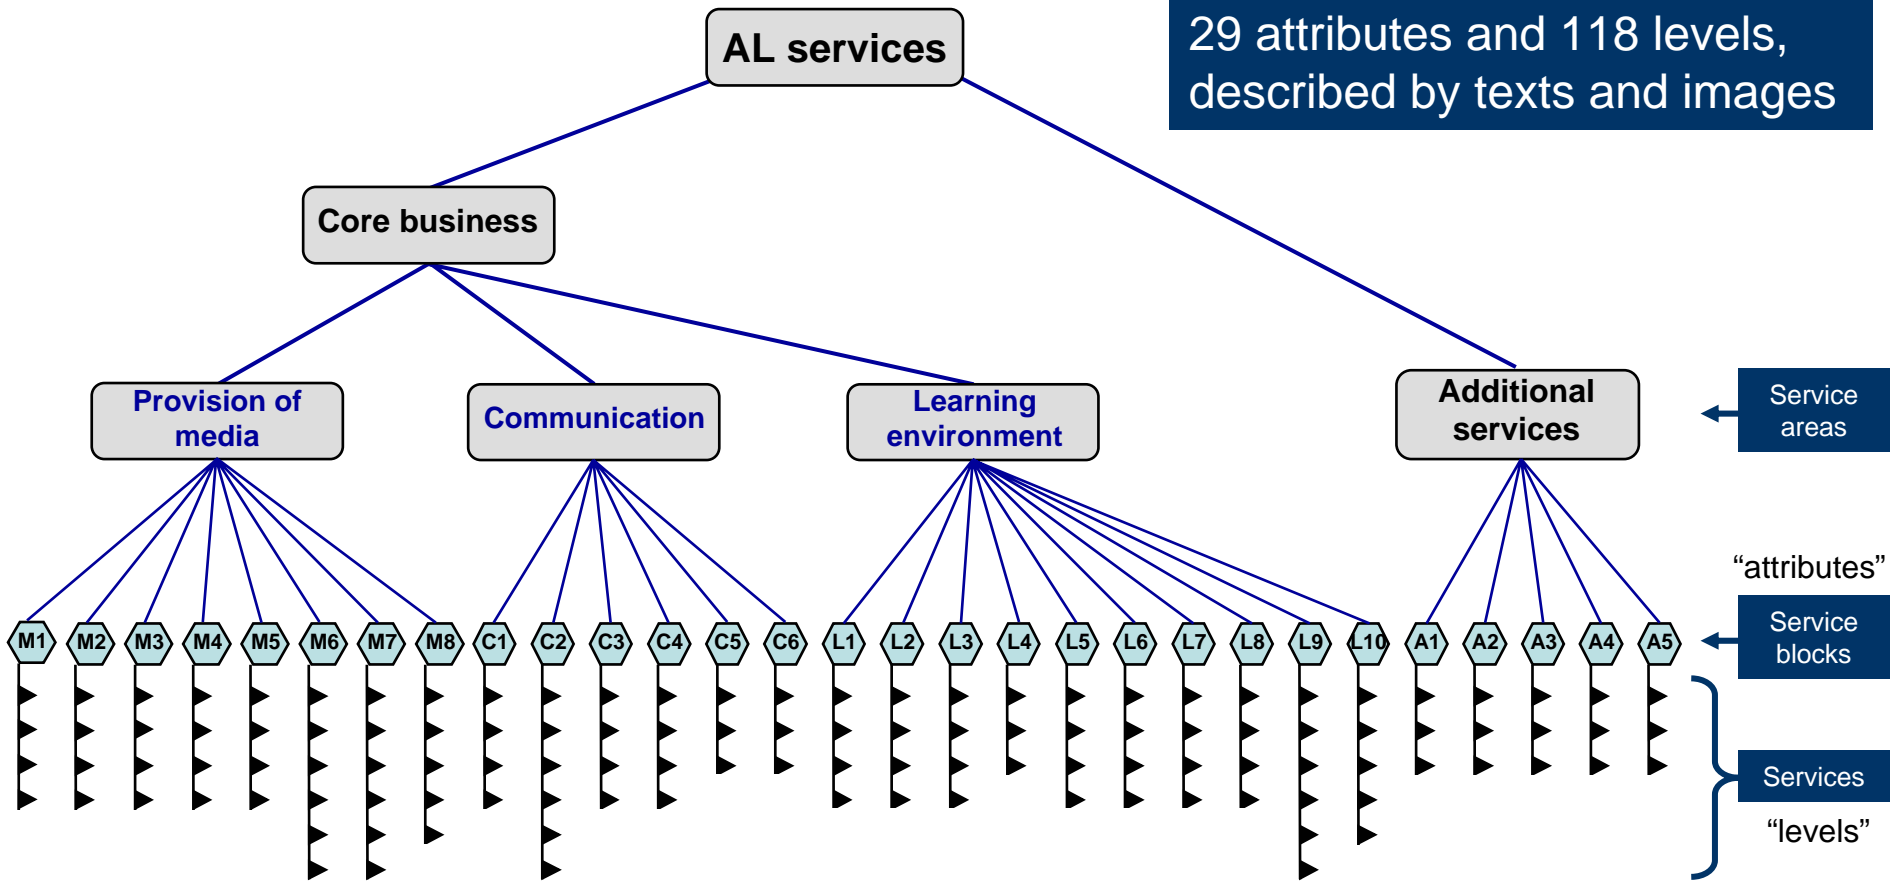 AL services
29 attributes and 118 levels,
described by texts and images
Core business
Provision of
media
Communication
Learning
environment
Additional
services
Service
areas
“attributes”
M1 M2 M3 M4 M5 M6 M7 M8 C1 C2 C3 C4 C5 C6 L1 L2 L3 L4 L5 L6 L7 L8 L9 L10 A1 A2 A3 A4 A5
Service
blocks
Services
“levels”